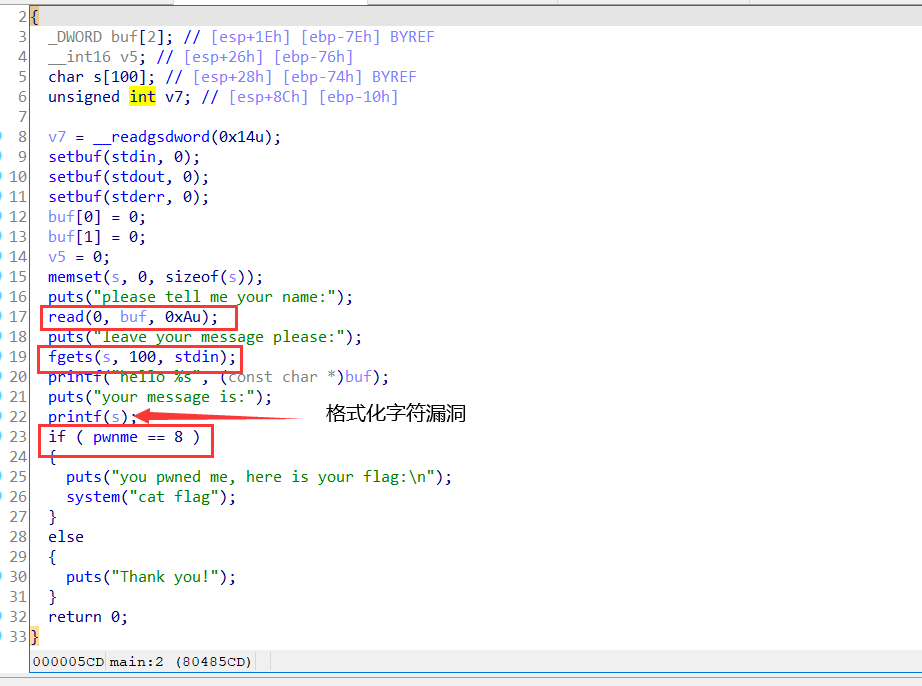 2 {
3 _DWORD buf[2]; // [esp+1Eh] [ebp-7Eh] BYREF
4 __int16 v5; // [esp+26h] [ebp-76h]
5 char s[100]; // [esp+28h] [ebp-74h] BYREF
6 unsigned int v7; // [esp+8Ch] [ebp-10h]
7
8 v7 = __readgsdword(0x14u);
9 setbuf(stdin, 0);
10 setbuf(stdout, 0);
11 setbuf(stderr, 0);
12 buf[0] = 0;
13 buf[1] = 0;
14 v5 = 0;
15 memset(s, 0, sizeof(s));
16 puts("please tell me your name:");
17 read(0, buf, 0xAu);
18 puts("leave your message please:");
19 fgets(s, 100, stdin);
20 printf("hello %s", (const char *)buf);
21 puts("your message is:");
22 printf(s); 格式化字符漏洞
23 if ( pwnme == 8 )
24 {
25 puts("you pwned me, here is your flag:\n");
26 system("cat flag");
27 }
28 else
29 {
30 puts("Thank you!");
31 }
32 return 0;
33 }
000005CD main:2 (80485CD)